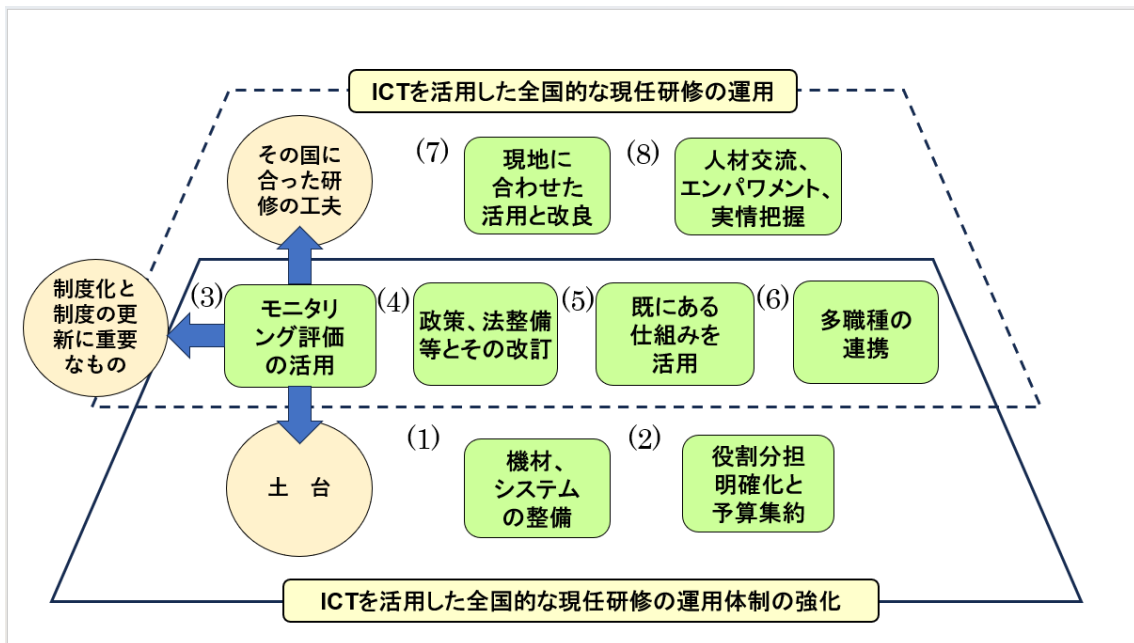 ICTを活用した全国的な現任研修の運用
その国に
合った研
修の工夫
(7)
現地に
合わせた
活用と改良
(8)
人材交流、
エンパワメント、
実情把握
制度化と
制度の更
新に重要
なもの
(3)
モニタリ
ング評価
の活用
(4)
政策、法整備
等とその改訂
(5)
既にある
仕組みを
活用
(6)
多職種の
連携
土 台
(1)
機材、
システム
の整備
(2)
役割分担
明確化と
予算集約
ICTを活用した全国的な現任研修の運用体制の強化